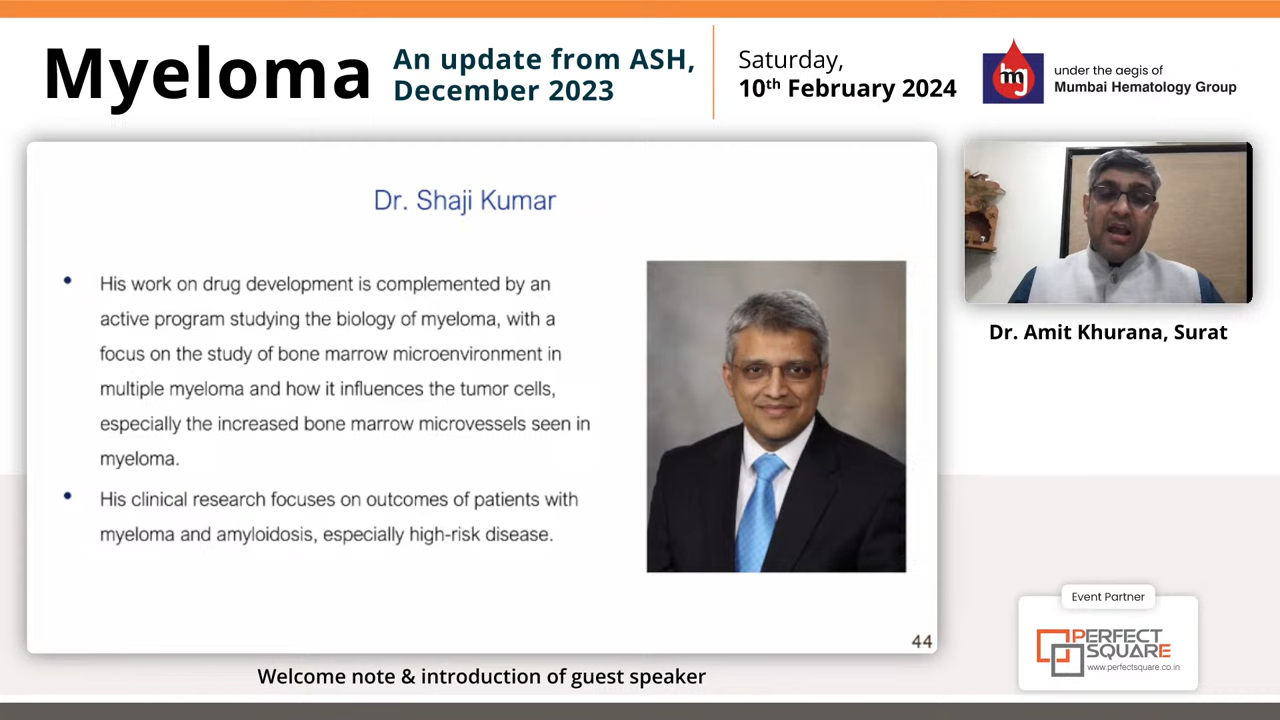 Myeloma
An update from ASH,
December 2023
Saturday,
10th February 2024
mg
under the aegis of
Mumbai Hematology Group
Dr. Shaji Kumar
• His work on drug development is complemented by an
active program studying the biology of myeloma, with a
focus on the study of bone marrow microenvironment in
multiple myeloma and how it influences the tumor cells,
especially the increased bone marrow microvessels seen in
myeloma.
• His clinical research focuses on outcomes of patients with
myeloma and amyloidosis, especially high-risk disease.
44
Dr. Amit Khurana, Surat
Event Partner
PERFECT
SQUARE
www.perfectsquare.co.in
Welcome note & introduction of guest speaker